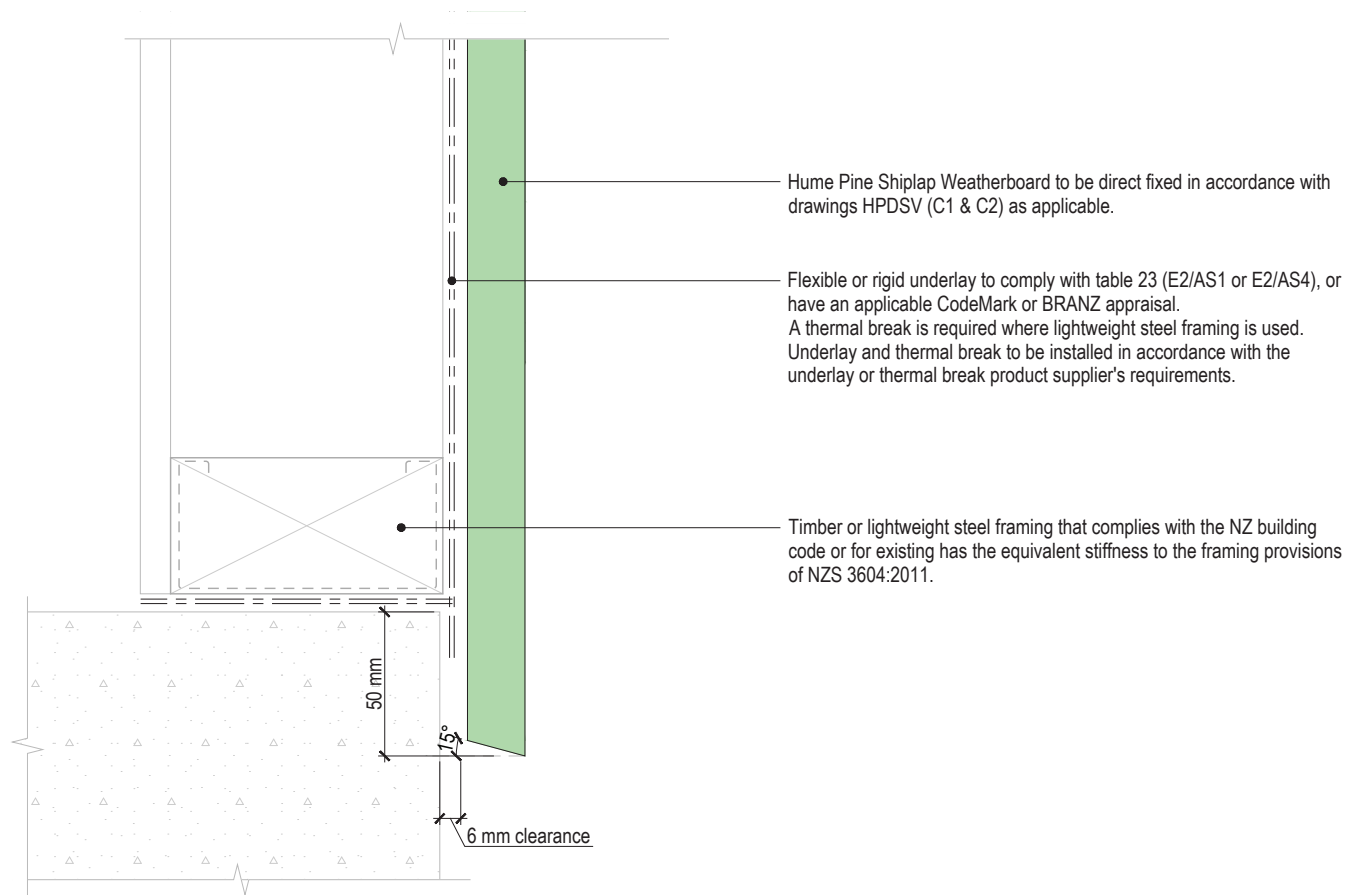 Hume Pine Shiplap Weatherboard to be direct fixed in accordance with
drawings HPDSV (C1 & C2) as applicable.
Flexible or rigid underlay to comply with table 23 (E2/AS1 or E2/AS4), or
have an applicable CodeMark or BRANZ appraisal.
A thermal break is required where lightweight steel framing is used.
Underlay and thermal break to be installed in accordance with the
underlay or thermal break product supplier's requirements.
Timber or lightweight steel framing that complies with the NZ building
code or for existing has the equivalent stiffness to the framing provisions
of NZS 3604:2011.
50 mm
15°
6 mm clearance